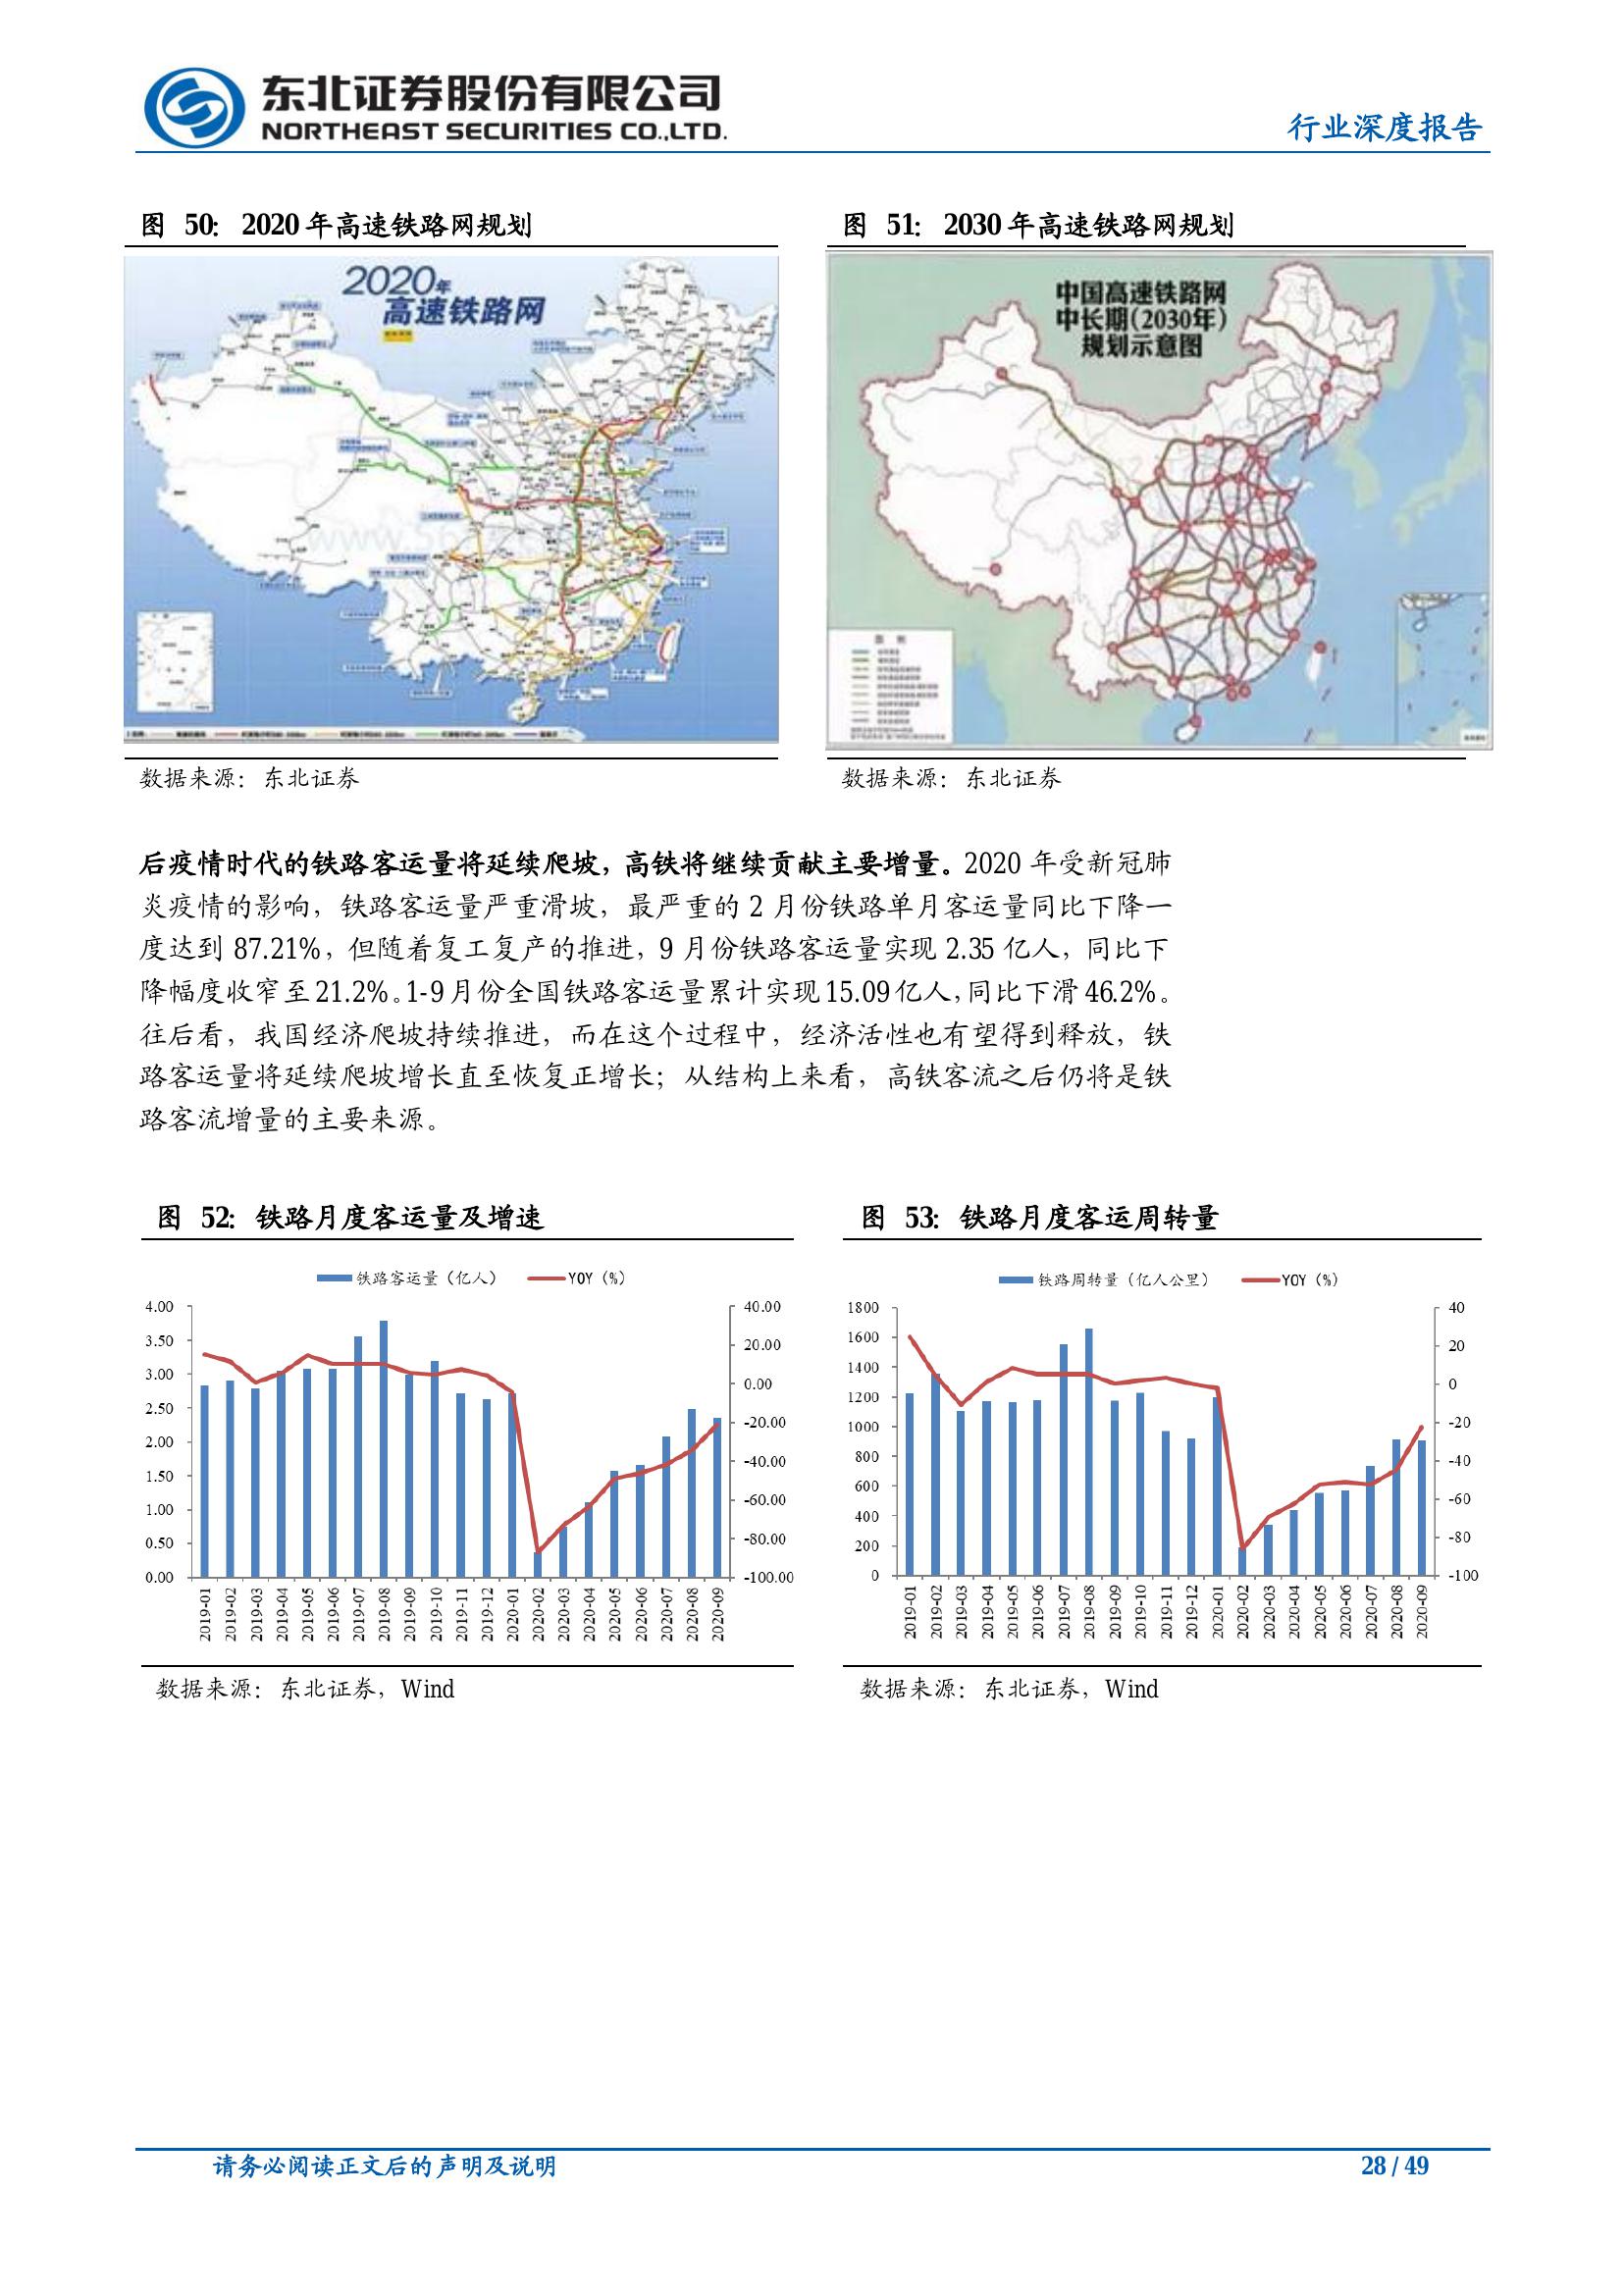 东北证券股份有限公司
NORTHEAST SECURITIES CO.,LTD.
行业深度报告
图 50: 2020 年高速铁路网规划
图 51: 2030 年高速铁路网规划
2020年
高速铁路网
中国高速铁路网
中长期(2030年)
规划示意图
数据来源:东北证券
数据来源:东北证券
后疫情时代的铁路客运量将延续爬坡,高铁将继续贡献主要增量。2020 年受新冠肺
炎疫情的影响,铁路客运量严重滑坡,最严重的 2 月份铁路单月客运量同比下降一
度达到 87.21%,但随着复工复产的推进,9 月份铁路客运量实现 2.35 亿人,同比下
降幅度收窄至 21.2%。1-9 月份全国铁路客运量累计实现 15.09 亿人,同比下滑 46.2%。
往后看,我国经济爬坡持续推进,而在这个过程中,经济活性也有望得到释放,铁
路客运量将延续爬坡增长直至恢复正增长;从结构上来看,高铁客流之后仍将是铁
路客流增量的主要来源。
图 52: 铁路月度客运量及增速
铁路客运量(亿人) YOY(%)
4.00
3.50
3.00
2.50
2.00
1.50
1.00
0.50
0.00
40.00
20.00
0.00
-20.00
-40.00
-60.00
-80.00
-100.00
2019-01 2019-02 2019-03 2019-04 2019-05 2019-06 2019-07 2019-08 2019-09 2019-10 2019-11 2019-12 2020-01 2020-02 2020-03 2020-04 2020-05 2020-06 2020-07 2020-08 2020-09
数据来源:东北证券,Wind
图 53: 铁路月度客运周转量
铁路周转量(亿人公里) YOY(%)
1800
1600
1400
1200
1000
800
600
400
200
0
40
20
0
-20
-40
-60
-80
-100
2019-01 2019-02 2019-03 2019-04 2019-05 2019-06 2019-07 2019-08 2019-09 2019-10 2019-11 2019-12 2020-01 2020-02 2020-03 2020-04 2020-05 2020-06 2020-07 2020-08 2020-09
数据来源:东北证券,Wind
请务必阅读正文后的声明及说明
28 / 49